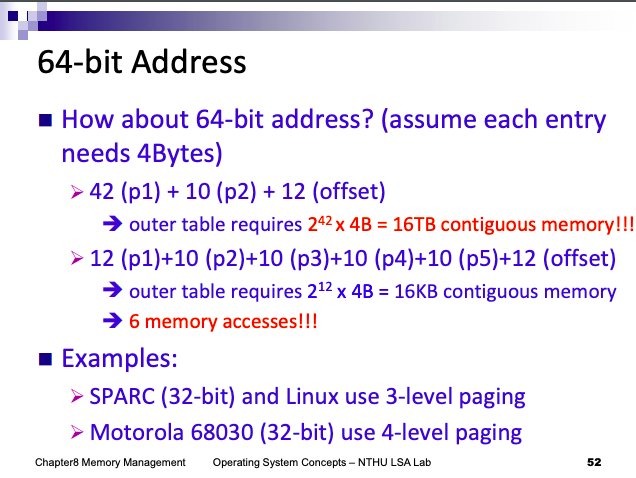 64-bit Address
How about 64-bit address? (assume each entry
needs 4Bytes)
42 (p1) + 10 (p2) + 12 (offset)
➔ outer table requires 2⁴² x 4B = 16TB contiguous memory!!!
12 (p1)+10 (p2)+10 (p3)+10 (p4)+10 (p5)+12 (offset)
➔ outer table requires 2¹² x 4B = 16KB contiguous memory
➔ 6 memory accesses!!!
Examples:
SPARC (32-bit) and Linux use 3-level paging
Motorola 68030 (32-bit) use 4-level paging
Chapter8 Memory Management Operating System Concepts – NTHU LSA Lab 52